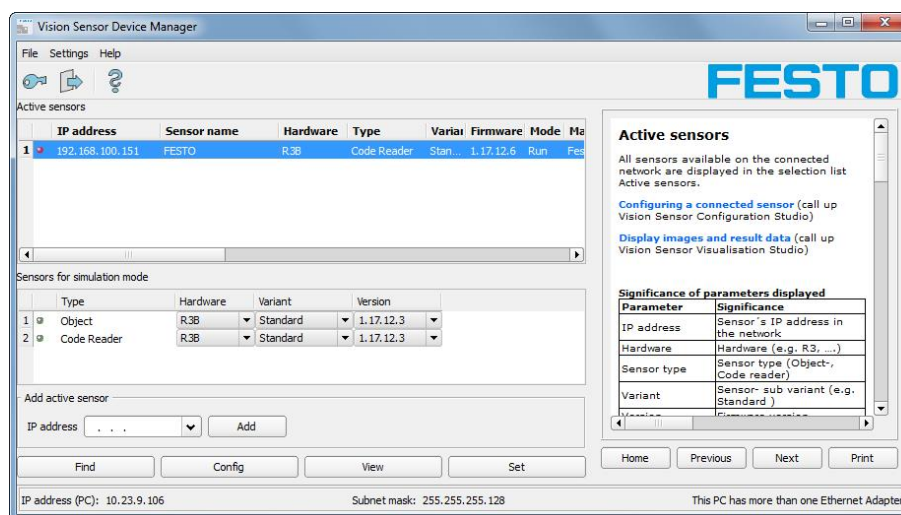 Vision Sensor Device Manager
File Settings Help
FESTO
Active sensors
IP address Sensor name Hardware Type Varia Firmware Mode Ma
1 192.168.100.151 FESTO R3B Code Reader Stan... 1.17.12.6 Run Fes
Sensors for simulation mode
Type Hardware Variant Version
1 Object R3B Standard 1.17.12.3
2 Code Reader R3B Standard 1.17.12.3
Add active sensor
IP address . . . Add
Find Config View Set
Active sensors
All sensors available on the connected
network are displayed in the selection list
Active sensors.
Configuring a connected sensor (call up
Vision Sensor Configuration Studio)
Display images and result data (call up
Vision Sensor Visualisation Studio)
Significance of parameters displayed
Parameter Significance
IP address Sensor´s IP address in
the network
Hardware Hardware (e.g. R3, ....)
Sensor type Sensor type (Object-,
Code reader)
Variant Sensor- sub variant (e.g.
Standard )
Version Firmware version
Home Previous Next Print
IP address (PC): 10.23.9.106 Subnet mask: 255.255.255.128 This PC has more than one Ethernet Adapter